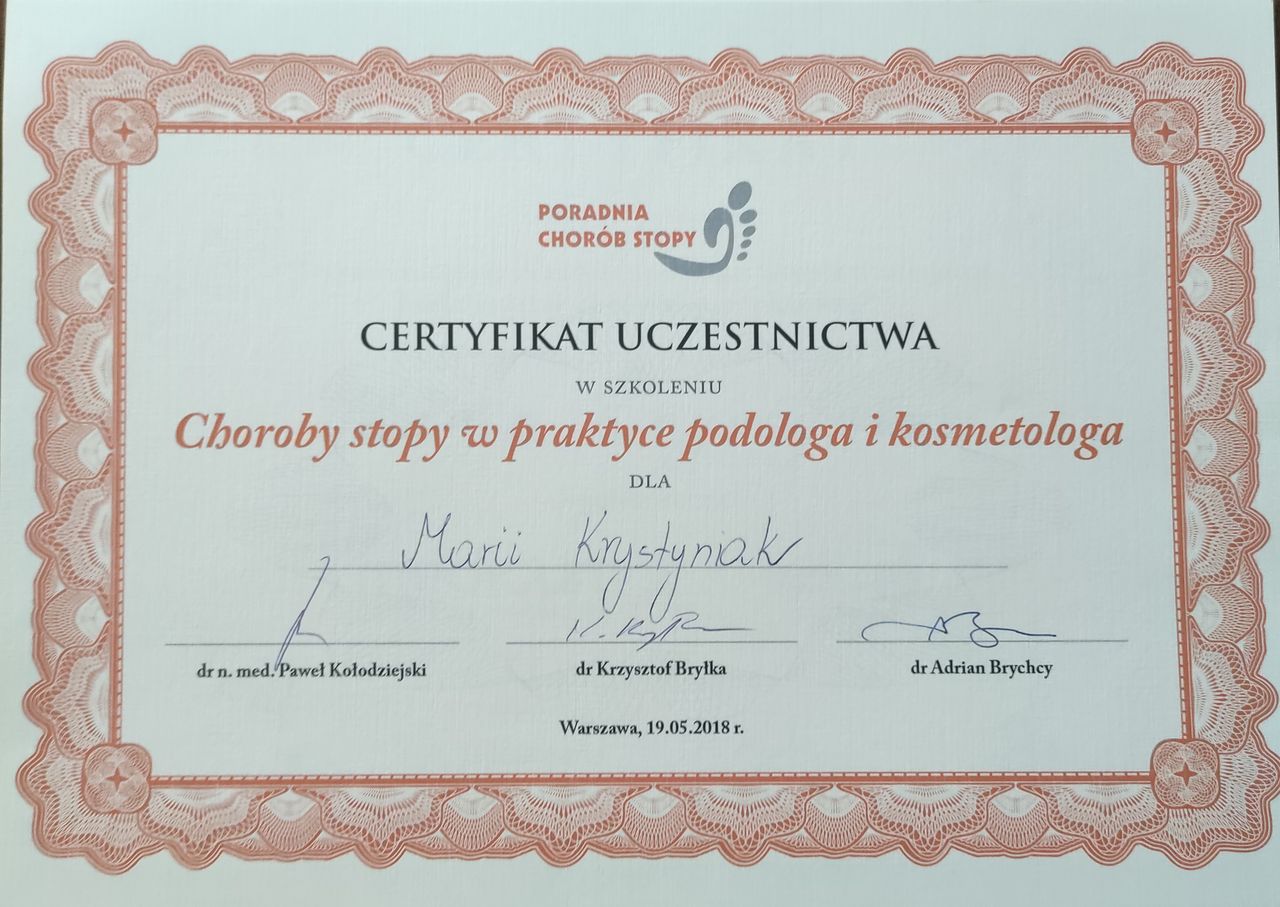 PORADNIA
CHORÓB STOPY
CERTYFIKAT UCZESTNICTWA
W SZKOLENIU
Choroby stopy w praktyce podologa i kosmetologa
DLA
Marii Krystyniak
dr n. med. Paweł Kołodziejski
dr Krzysztof Bryłka
dr Adrian Brychcy
Warszawa, 19.05.2018 r.